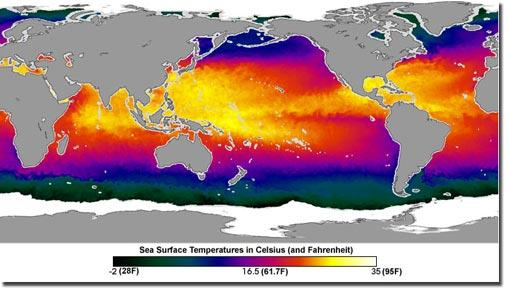 Sea Surface Temperatures in Celsius (and Fahrenheit)
-2 (28F) 16.5 (61.7F) 35 (95F)